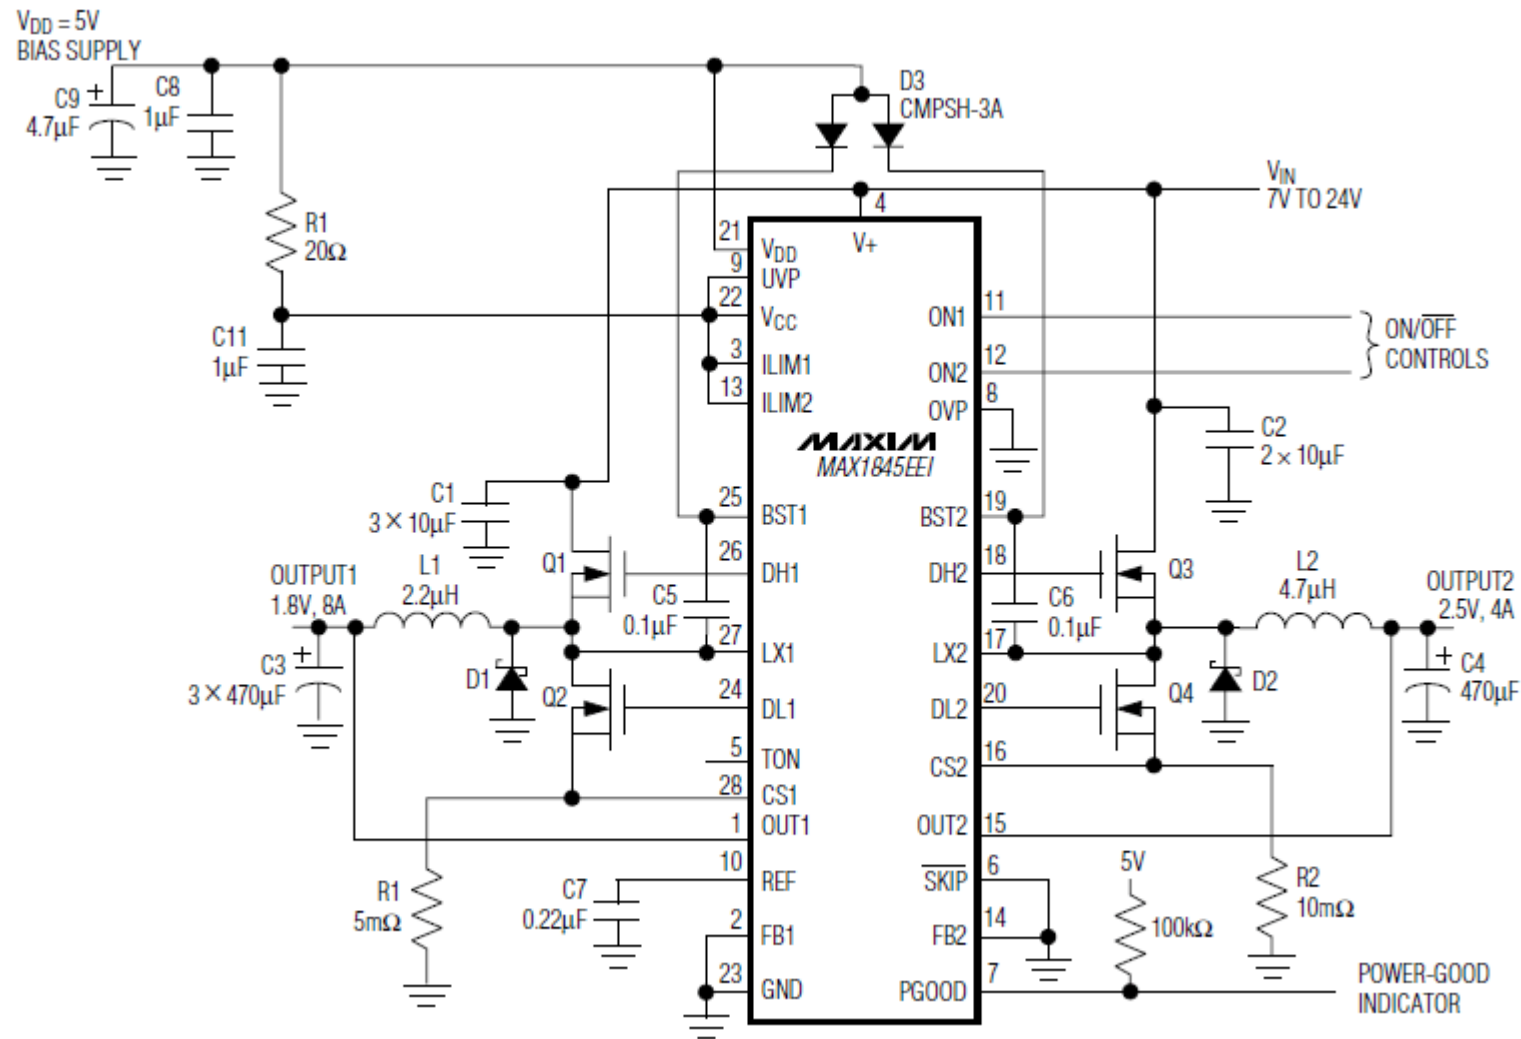 VDD = 5V
BIAS SUPPLY
C9
+
4.7μF
C8
1μF
D3
CMPSH-3A
VIN
7V TO 24V
R1
20Ω
C11
1μF
4
V+
21
VDD
9
UVP
22
VCC
3
ILIM1
13
ILIM2
11
ON1
12
ON2
8
OVP
ON/OFF
CONTROLS
MAXIM
MAX1845EEI
C2
2 × 10μF
C1
3 × 10μF
25
BST1
19
BST2
Q1
26
DH1
18
DH2
Q3
OUTPUT1
1.8V, 8A
L1
2.2μH
C5
0.1μF
C6
0.1μF
L2
4.7μH
OUTPUT2
2.5V, 4A
27
LX1
17
LX2
+
C3
3 × 470μF
D1
Q2
24
DL1
20
DL2
Q4
D2
+
C4
470μF
5
TON
16
CS2
28
CS1
1
OUT1
15
OUT2
10
REF
6
SKIP
5V
R1
5mΩ
C7
0.22μF
R2
10mΩ
2
FB1
14
FB2
100kΩ
23
GND
7
PGOOD
POWER-GOOD
INDICATOR